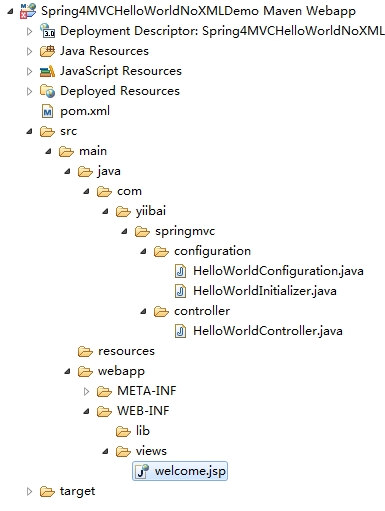 Spring4MVCHelloWorldNoXMLDemo Maven Webapp
Deployment Descriptor: Spring4MVCHelloWorldNoXML
Java Resources
JavaScript Resources
Deployed Resources
pom.xml
src
main
java
com
yiibai
springmvc
configuration
HelloWorldConfiguration.java
HelloWorldInitializer.java
controller
HelloWorldController.java
resources
webapp
META-INF
WEB-INF
lib
views
welcome.jsp
target